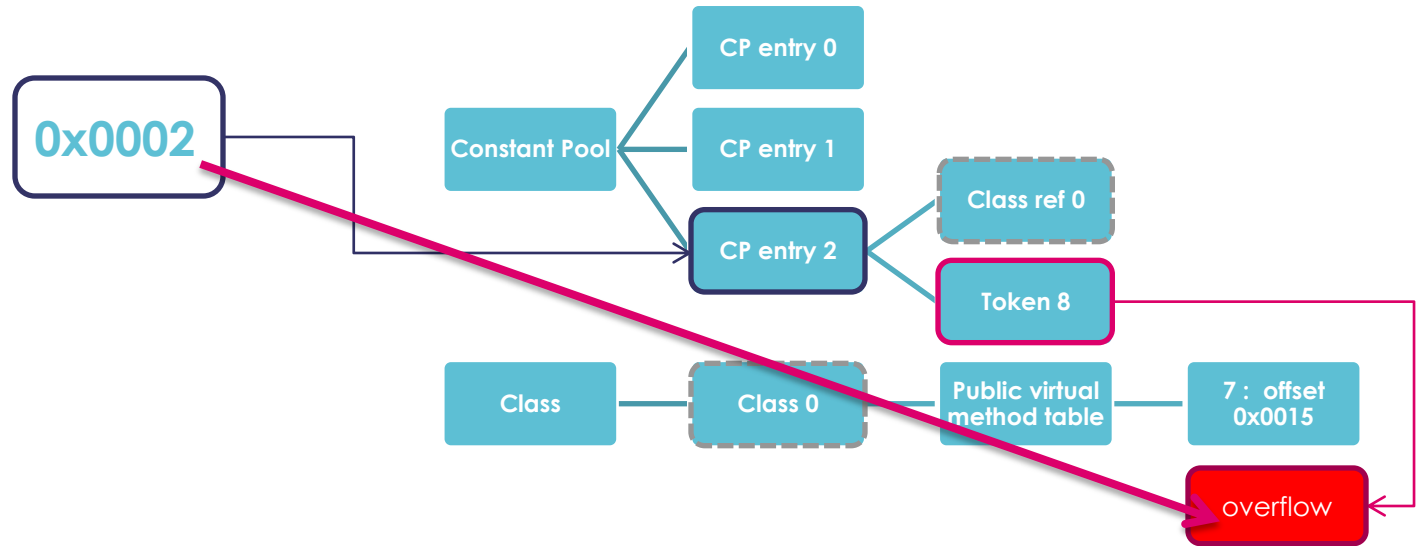 CP entry 0
0x0002
Constant Pool
CP entry 1
Class ref 0
CP entry 2
Token 8
Class
Class 0
Public virtual
method table
7 : offset
0x0015
overflow